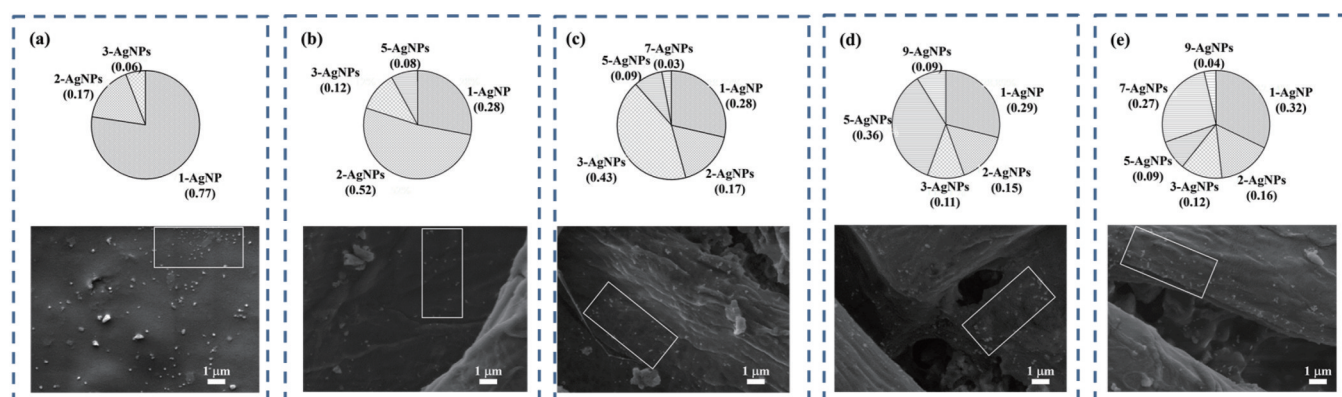 (a)
3-AgNPs
(0.06)
2-AgNPs
(0.17)
1-AgNP
(0.77)
1 μm
(b)
5-AgNPs
(0.08)
3-AgNPs
(0.12)
1-AgNP
(0.28)
2-AgNPs
(0.52)
1 μm
(c)
7-AgNPs
(0.03)
5-AgNPs
(0.09)
1-AgNP
(0.28)
3-AgNPs
(0.43)
2-AgNPs
(0.17)
1 μm
(d)
9-AgNPs
(0.09)
1-AgNP
(0.29)
5-AgNPs
(0.36)
2-AgNPs
(0.15)
3-AgNPs
(0.11)
1 μm
(e)
9-AgNPs
(0.04)
7-AgNPs
(0.27)
1-AgNP
(0.32)
5-AgNPs
(0.09)
2-AgNPs
(0.16)
3-AgNPs
(0.12)
1 μm